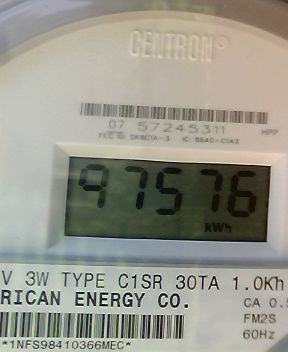 CENTRON®
07 57245311 HPP
97576
kWh
V 3W TYPE C1SR 30TA 1.0Kh
RICAN ENERGY CO.
CA 0.5
FM2S
60Hz
*1NFS98410366MEC*